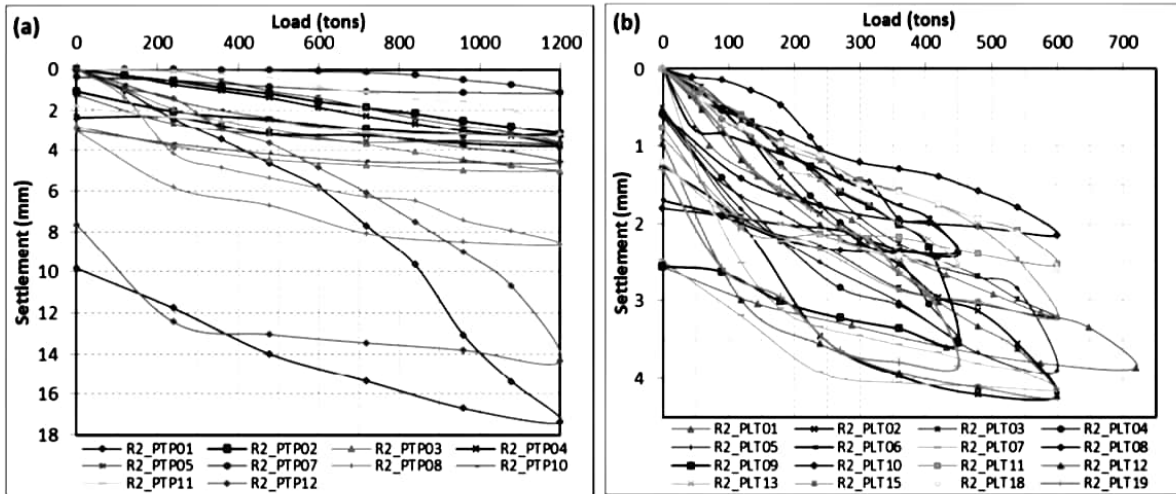 (a)
Load (tons)
0 200 400 600 800 1000 1200
Settlement (mm)
0
2
4
6
8
10
12
14
16
18
R2_PTP01 R2_PTP02 R2_PTP03 R2_PTP04
R2_PTP05 R2_PTP07 R2_PTP08 R2_PTP10
R2_PTP11 R2_PTP12
(b)
Load (tons)
0 100 200 300 400 500 600 700
Settlement (mm)
0
1
2
3
4
R2_PLT01 R2_PLT02 R2_PLT03 R2_PLT04
R2_PLT05 R2_PLT06 R2_PLT07 R2_PLT08
R2_PLT09 R2_PLT10 R2_PLT11 R2_PLT12
R2_PLT13 R2_PLT15 R2_PLT18 R2_PLT19